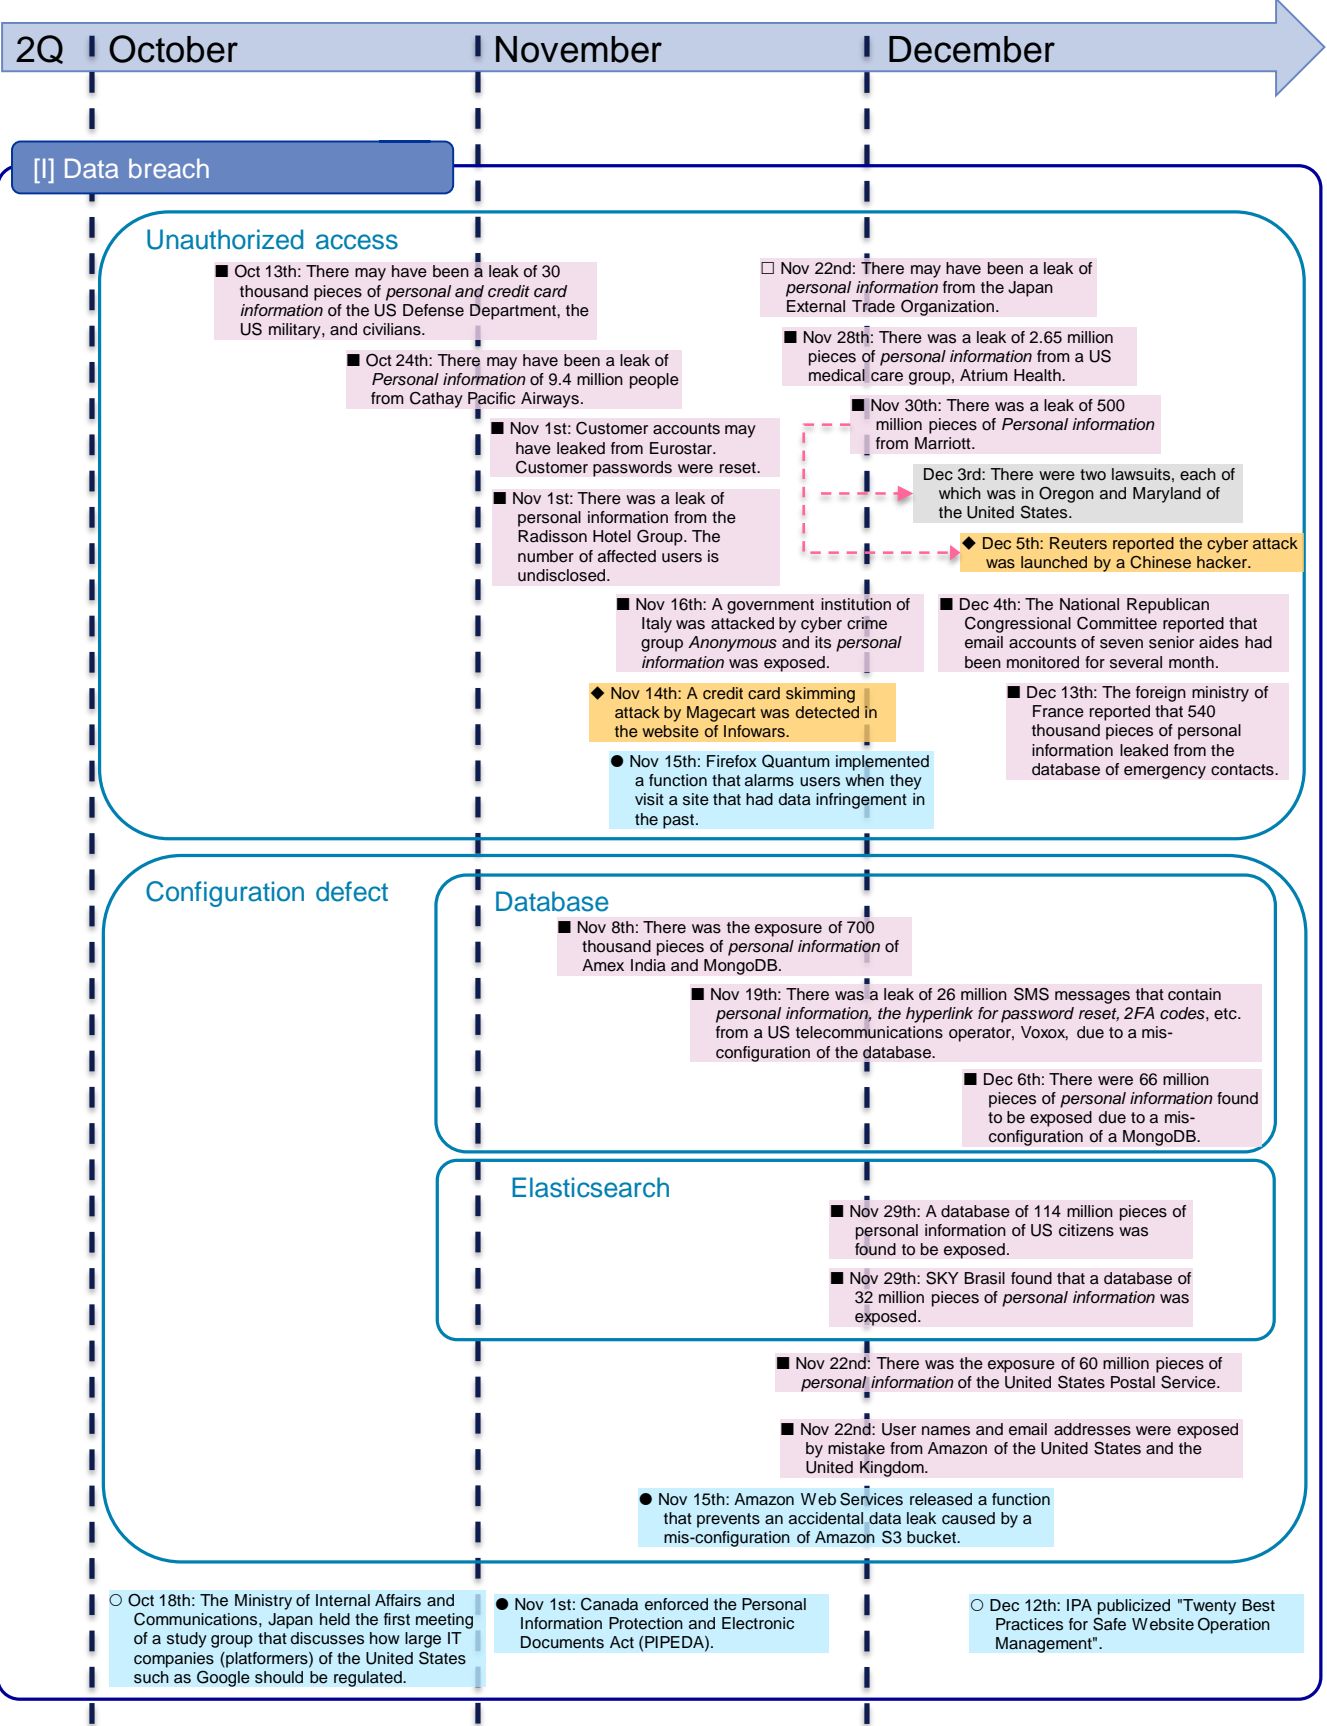 2Q October November December
[I] Data breach
Unauthorized access
■ Oct 13th: There may have been a leak of 30
thousand pieces of personal and credit card
information of the US Defense Department, the
US military, and civilians.
□ Nov 22nd: There may have been a leak of
personal information from the Japan
External Trade Organization.
■ Nov 28th: There was a leak of 2.65 million
pieces of personal information from a US
medical care group, Atrium Health.
■ Oct 24th: There may have been a leak of
Personal information of 9.4 million people
from Cathay Pacific Airways.
■ Nov 30th: There was a leak of 500
million pieces of Personal information
from Marriott.
■ Nov 1st: Customer accounts may
have leaked from Eurostar.
Customer passwords were reset.
Dec 3rd: There were two lawsuits, each of
which was in Oregon and Maryland of
the United States.
■ Nov 1st: There was a leak of
personal information from the
Radisson Hotel Group. The
number of affected users is
undisclosed.
◆ Dec 5th: Reuters reported the cyber attack
was launched by a Chinese hacker.
■ Nov 16th: A government institution of
Italy was attacked by cyber crime
group Anonymous and its personal
information was exposed.
■ Dec 4th: The National Republican
Congressional Committee reported that
email accounts of seven senior aides had
been monitored for several month.
◆ Nov 14th: A credit card skimming
attack by Magecart was detected in
the website of Infowars.
■ Dec 13th: The foreign ministry of
France reported that 540
thousand pieces of personal
information leaked from the
database of emergency contacts.
● Nov 15th: Firefox Quantum implemented
a function that alarms users when they
visit a site that had data infringement in
the past.
Configuration defect
Database
■ Nov 8th: There was the exposure of 700
thousand pieces of personal information of
Amex India and MongoDB.
■ Nov 19th: There was a leak of 26 million SMS messages that contain
personal information, the hyperlink for password reset, 2FA codes, etc.
from a US telecommunications operator, Voxox, due to a mis-
configuration of the database.
■ Dec 6th: There were 66 million
pieces of personal information found
to be exposed due to a mis-
configuration of a MongoDB.
Elasticsearch
■ Nov 29th: A database of 114 million pieces of
personal information of US citizens was
found to be exposed.
■ Nov 29th: SKY Brasil found that a database of
32 million pieces of personal information was
exposed.
■ Nov 22nd: There was the exposure of 60 million pieces of
personal information of the United States Postal Service.
■ Nov 22nd: User names and email addresses were exposed
by mistake from Amazon of the United States and the
United Kingdom.
● Nov 15th: Amazon Web Services released a function
that prevents an accidental data leak caused by a
mis-configuration of Amazon S3 bucket.
○ Oct 18th: The Ministry of Internal Affairs and
Communications, Japan held the first meeting
of a study group that discusses how large IT
companies (platformers) of the United States
such as Google should be regulated.
● Nov 1st: Canada enforced the Personal
Information Protection and Electronic
Documents Act (PIPEDA).
○ Dec 12th: IPA publicized "Twenty Best
Practices for Safe Website Operation
Management".